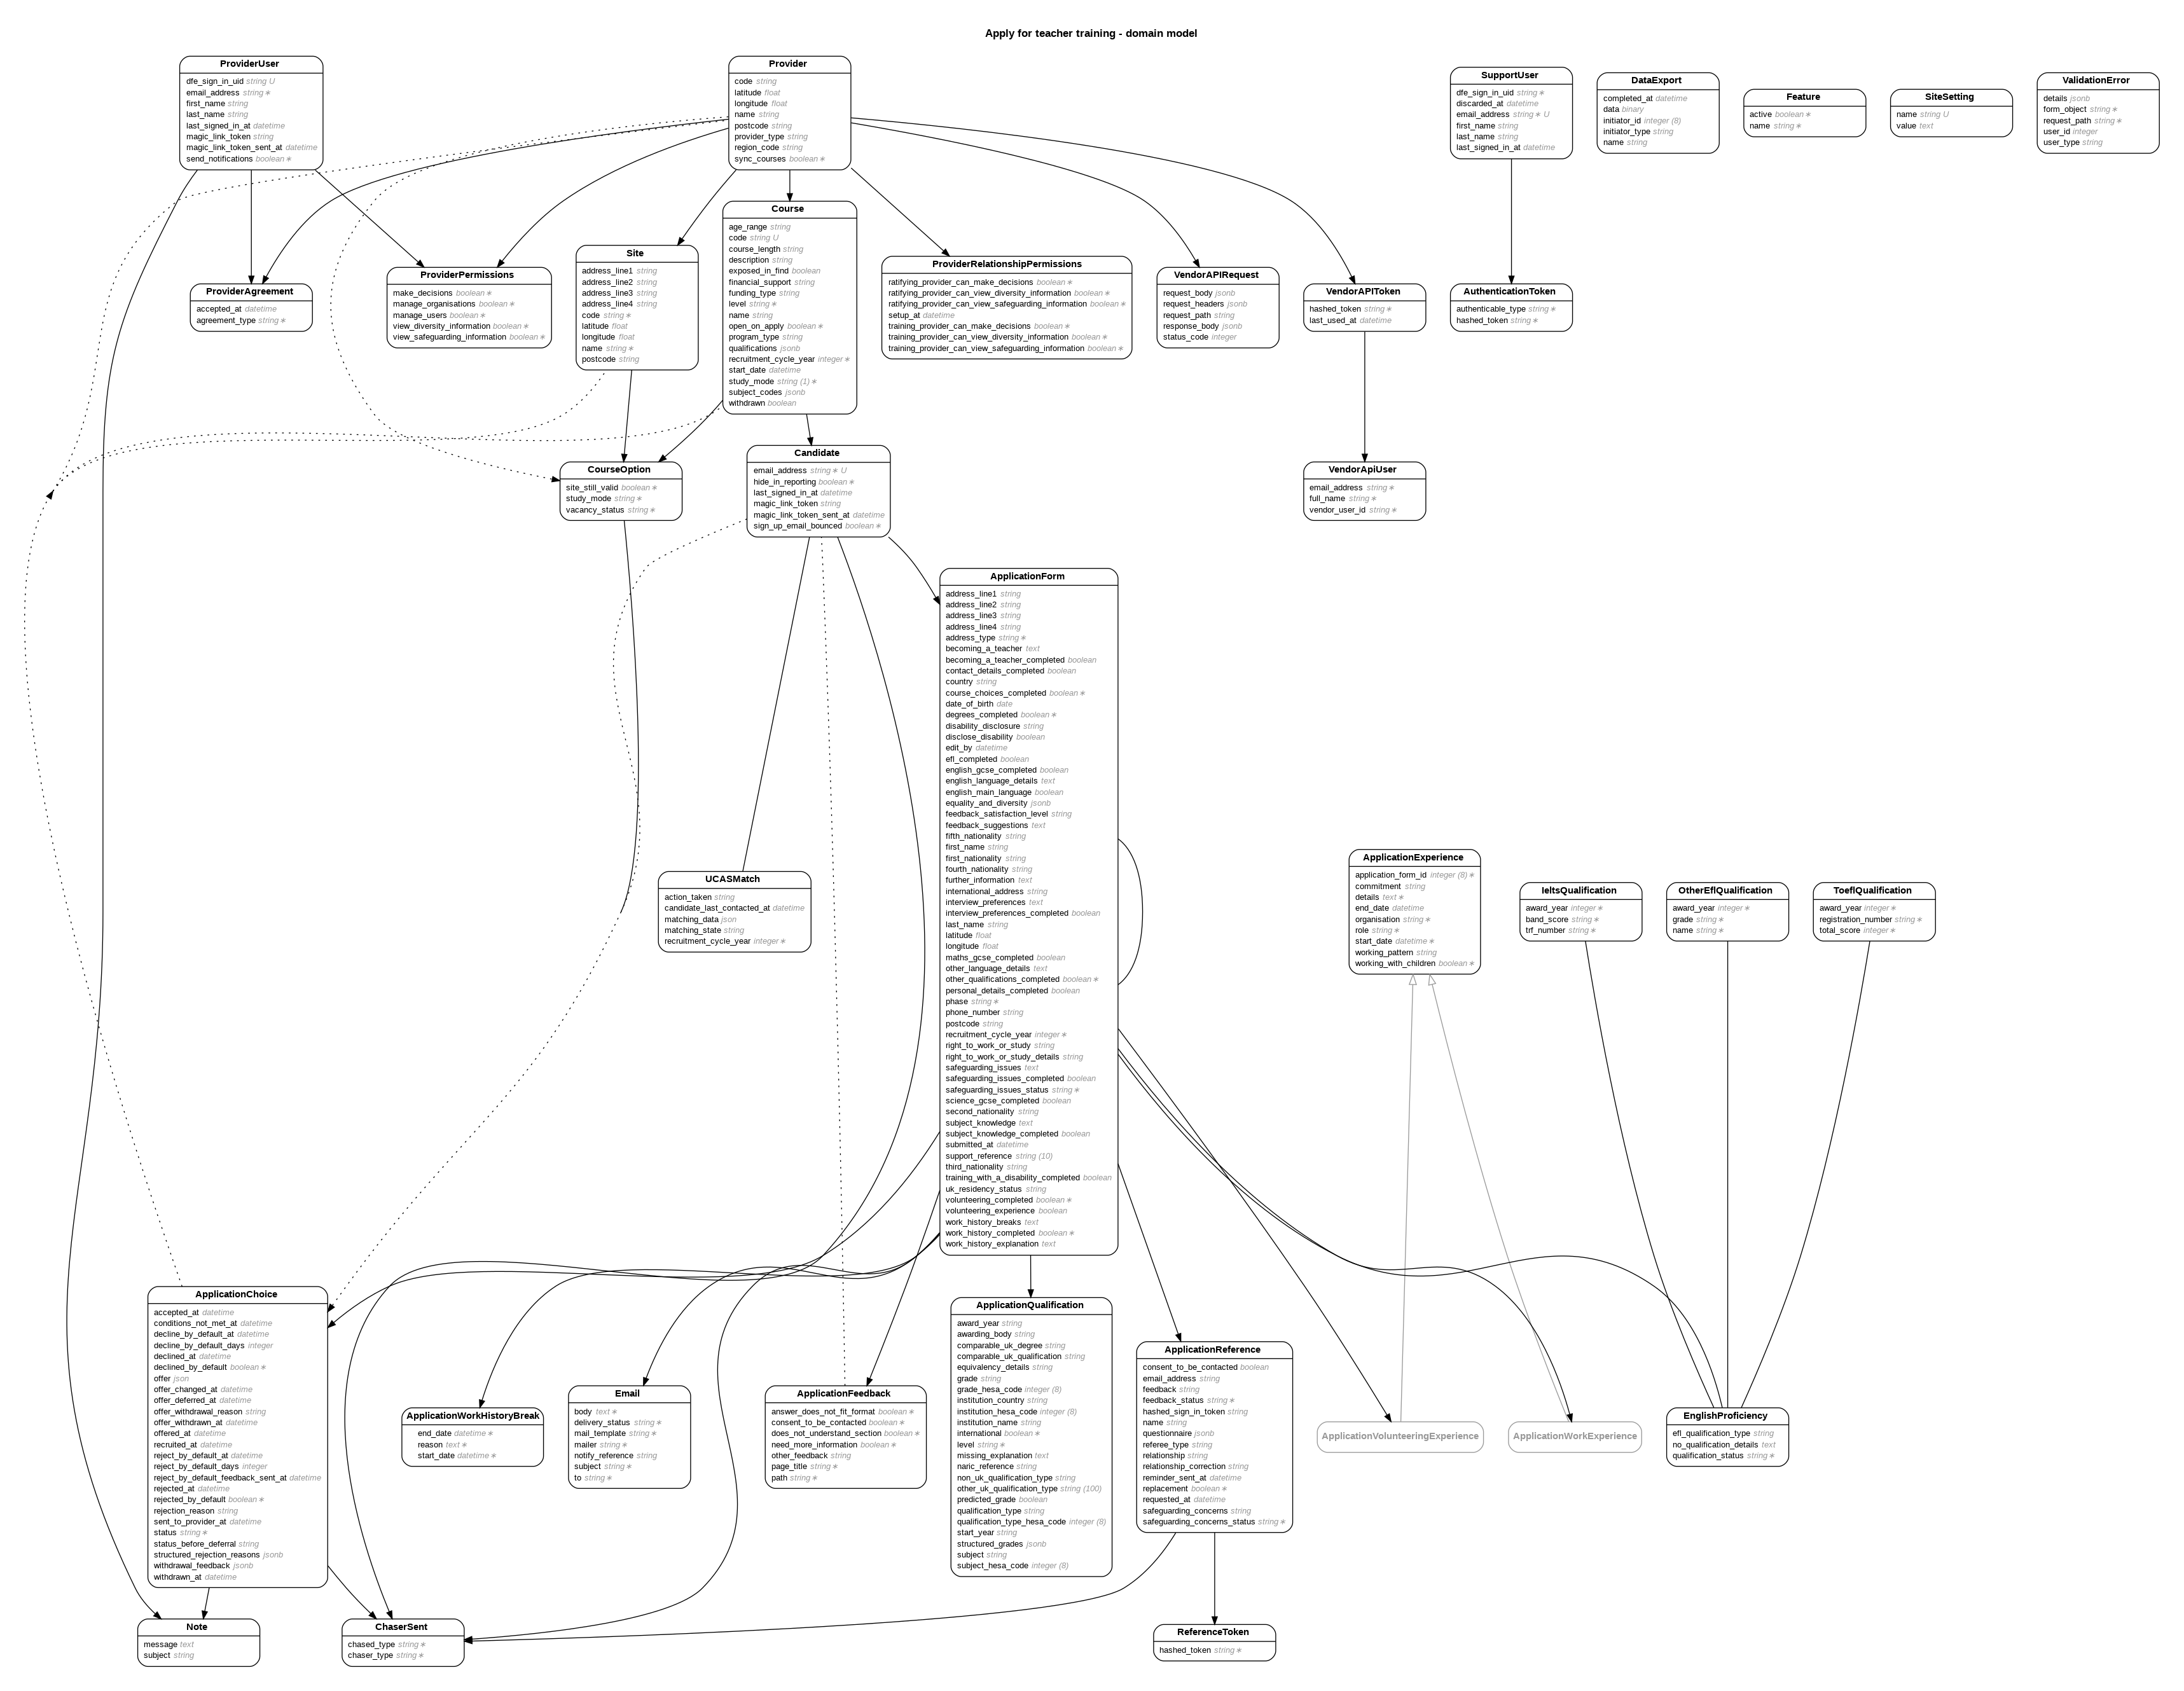 Apply for teacher training - domain model
ProviderUser
dfe_sign_in_uid string U
email_address string ∗
first_name string
last_name string
last_signed_in_at datetime
magic_link_token string
magic_link_token_sent_at datetime
send_notifications boolean ∗
Provider
code string
latitude float
longitude float
name string
postcode string
provider_type string
region_code string
sync_courses boolean ∗
SupportUser
dfe_sign_in_uid string ∗
discarded_at datetime
email_address string ∗ U
first_name string
last_name string
last_signed_in_at datetime
DataExport
completed_at datetime
data binary
initiator_id integer (8)
initiator_type string
name string
Feature
active boolean ∗
name string ∗
SiteSetting
name string U
value text
ValidationError
details jsonb
form_object string ∗
request_path string ∗
user_id integer
user_type string
ProviderAgreement
accepted_at datetime
agreement_type string ∗
ProviderPermissions
make_decisions boolean ∗
manage_organisations boolean ∗
manage_users boolean ∗
view_diversity_information boolean ∗
view_safeguarding_information boolean ∗
Site
address_line1 string
address_line2 string
address_line3 string
address_line4 string
code string ∗
latitude float
longitude float
name string ∗
postcode string
Course
age_range string
code string U
course_length string
description string
exposed_in_find boolean
financial_support string
funding_type string
level string ∗
name string
open_on_apply boolean ∗
program_type string
qualifications jsonb
recruitment_cycle_year integer ∗
start_date datetime
study_mode string (1) ∗
subject_codes jsonb
withdrawn boolean
ProviderRelationshipPermissions
ratifying_provider_can_make_decisions boolean ∗
ratifying_provider_can_view_diversity_information boolean ∗
ratifying_provider_can_view_safeguarding_information boolean ∗
setup_at datetime
training_provider_can_make_decisions boolean ∗
training_provider_can_view_diversity_information boolean ∗
training_provider_can_view_safeguarding_information boolean ∗
VendorAPIRequest
request_body jsonb
request_headers jsonb
request_path string
response_body jsonb
status_code integer
VendorAPIToken
hashed_token string ∗
last_used_at datetime
AuthenticationToken
authenticable_type string ∗
hashed_token string ∗
CourseOption
site_still_valid boolean ∗
study_mode string ∗
vacancy_status string ∗
Candidate
email_address string ∗ U
hide_in_reporting boolean ∗
last_signed_in_at datetime
magic_link_token string
magic_link_token_sent_at datetime
sign_up_email_bounced boolean ∗
VendorApiUser
email_address string ∗
full_name string ∗
vendor_user_id string ∗
ApplicationForm
address_line1 string
address_line2 string
address_line3 string
address_line4 string
address_type string ∗
becoming_a_teacher text
becoming_a_teacher_completed boolean
contact_details_completed boolean
country string
course_choices_completed boolean ∗
date_of_birth date
degrees_completed boolean ∗
disability_disclosure string
disclose_disability boolean
edit_by datetime
efl_completed boolean
english_gcse_completed boolean
english_language_details text
english_main_language boolean
equality_and_diversity jsonb
feedback_satisfaction_level string
feedback_suggestions text
fifth_nationality string
first_name string
first_nationality string
fourth_nationality string
further_information text
international_address string
interview_preferences text
interview_preferences_completed boolean
last_name string
latitude float
longitude float
maths_gcse_completed boolean
other_language_details text
other_qualifications_completed boolean ∗
personal_details_completed boolean
phase string ∗
phone_number string
postcode string
recruitment_cycle_year integer ∗
right_to_work_or_study string
right_to_work_or_study_details string
safeguarding_issues text
safeguarding_issues_completed boolean
safeguarding_issues_status string ∗
science_gcse_completed boolean
second_nationality string
subject_knowledge text
subject_knowledge_completed boolean
submitted_at datetime
support_reference string (10)
third_nationality string
training_with_a_disability_completed boolean
uk_residency_status string
volunteering_completed boolean ∗
volunteering_experience boolean
work_history_breaks text
work_history_completed boolean ∗
work_history_explanation text
UCASMatch
action_taken string
candidate_last_contacted_at datetime
matching_data json
matching_state string
recruitment_cycle_year integer ∗
ApplicationExperience
application_form_id integer (8) ∗
commitment string
details text ∗
end_date datetime
organisation string ∗
role string ∗
start_date datetime ∗
working_pattern string
working_with_children boolean ∗
IeltsQualification
award_year integer ∗
band_score string ∗
trf_number string ∗
OtherEflQualification
award_year integer ∗
grade string ∗
name string ∗
ToeflQualification
award_year integer ∗
registration_number string ∗
total_score integer ∗
ApplicationChoice
accepted_at datetime
conditions_not_met_at datetime
decline_by_default_at datetime
decline_by_default_days integer
declined_at datetime
declined_by_default boolean ∗
offer json
offer_changed_at datetime
offer_deferred_at datetime
offer_withdrawal_reason string
offer_withdrawn_at datetime
offered_at datetime
recruited_at datetime
reject_by_default_at datetime
reject_by_default_days integer
reject_by_default_feedback_sent_at datetime
rejected_at datetime
rejected_by_default boolean ∗
rejection_reason string
sent_to_provider_at datetime
status string ∗
status_before_deferral string
structured_rejection_reasons jsonb
withdrawal_feedback jsonb
withdrawn_at datetime
ApplicationWorkHistoryBreak
end_date datetime ∗
reason text ∗
start_date datetime ∗
Email
body text ∗
delivery_status string ∗
mail_template string ∗
mailer string ∗
notify_reference string
subject string ∗
to string ∗
ApplicationFeedback
answer_does_not_fit_format boolean ∗
consent_to_be_contacted boolean ∗
does_not_understand_section boolean ∗
need_more_information boolean ∗
other_feedback string
page_title string ∗
path string ∗
ApplicationQualification
award_year string
awarding_body string
comparable_uk_degree string
comparable_uk_qualification string
equivalency_details string
grade string
grade_hesa_code integer (8)
institution_country string
institution_hesa_code integer (8)
institution_name string
international boolean ∗
level string ∗
missing_explanation text
naric_reference string
non_uk_qualification_type string
other_uk_qualification_type string (100)
predicted_grade boolean
qualification_type string
qualification_type_hesa_code integer (8)
start_year string
structured_grades jsonb
subject string
subject_hesa_code integer (8)
ApplicationReference
consent_to_be_contacted boolean
email_address string
feedback string
feedback_status string ∗
hashed_sign_in_token string
name string
questionnaire jsonb
referee_type string
relationship string
relationship_correction string
reminder_sent_at datetime
replacement boolean ∗
requested_at datetime
safeguarding_concerns string
safeguarding_concerns_status string ∗
ApplicationVolunteeringExperience
ApplicationWorkExperience
EnglishProficiency
efl_qualification_type string
no_qualification_details text
qualification_status string ∗
Note
message text
subject string
ChaserSent
chased_type string ∗
chaser_type string ∗
ReferenceToken
hashed_token string ∗